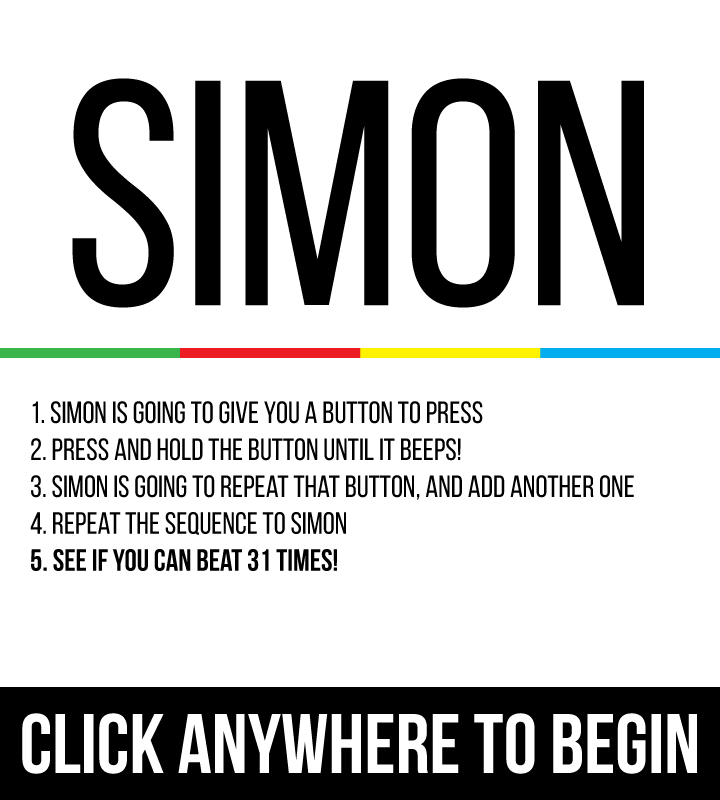 SIMON
1. SIMON IS GOING TO GIVE YOU A BUTTON TO PRESS
2. PRESS AND HOLD THE BUTTON UNTIL IT BEEPS!
3. SIMON IS GOING TO REPEAT THAT BUTTON, AND ADD ANOTHER ONE
4. REPEAT THE SEQUENCE TO SIMON
5. SEE IF YOU CAN BEAT 31 TIMES!
CLICK ANYWHERE TO BEGIN